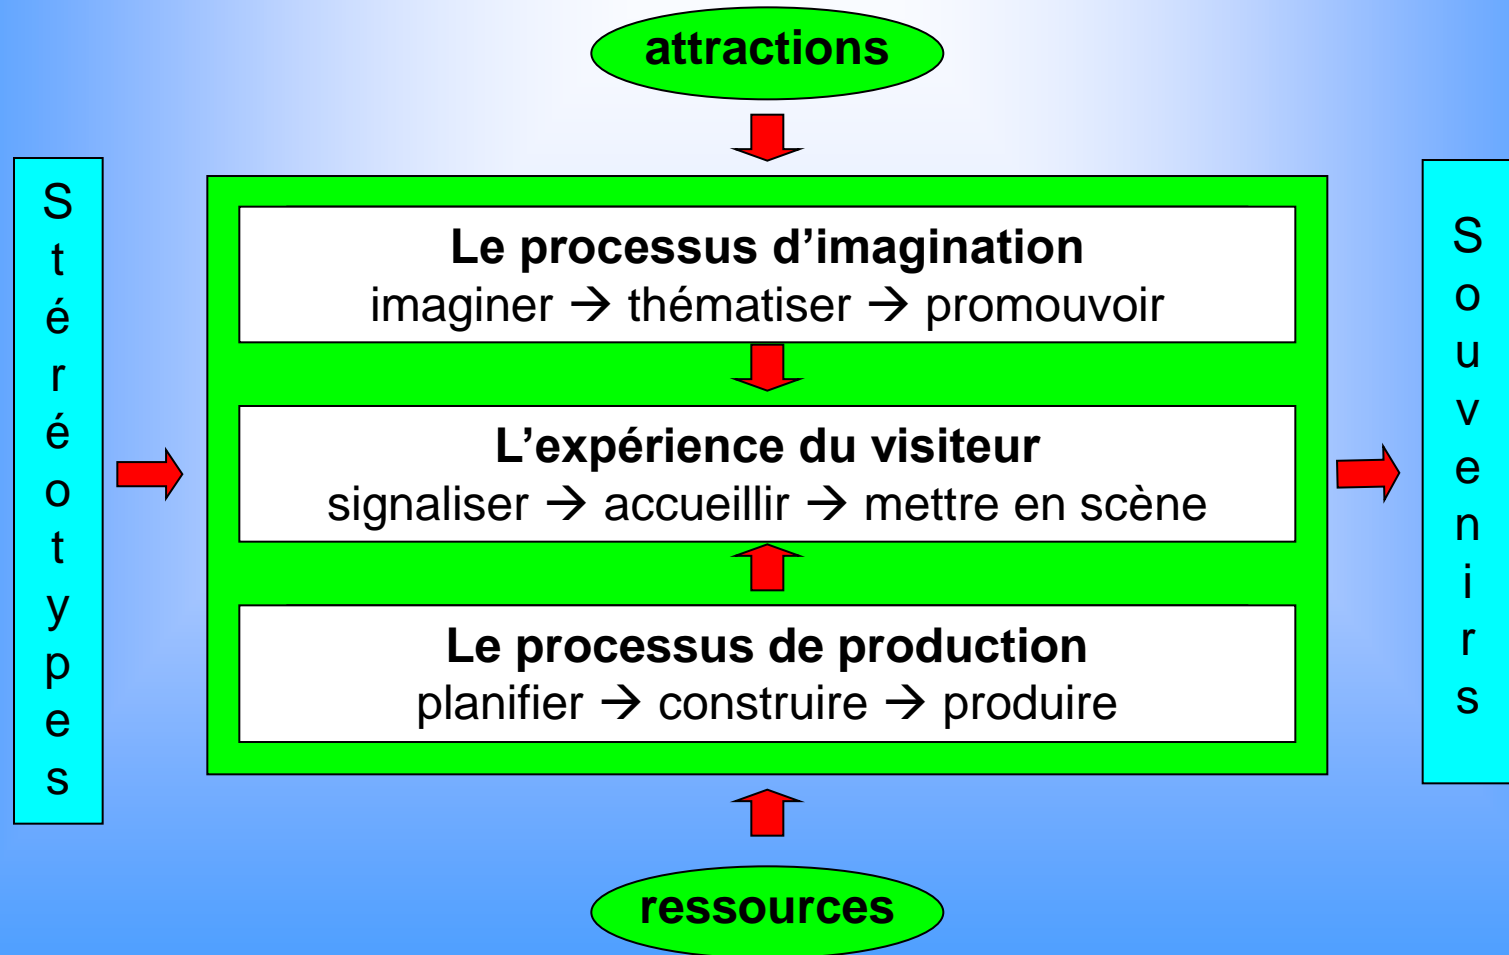 attractions
Stéréotypes
Le processus d’imagination
imaginer → thématiser → promouvoir
L’expérience du visiteur
signaliser → accueillir → mettre en scène
Le processus de production
planifier → construire → produire
Souvenirs
ressources